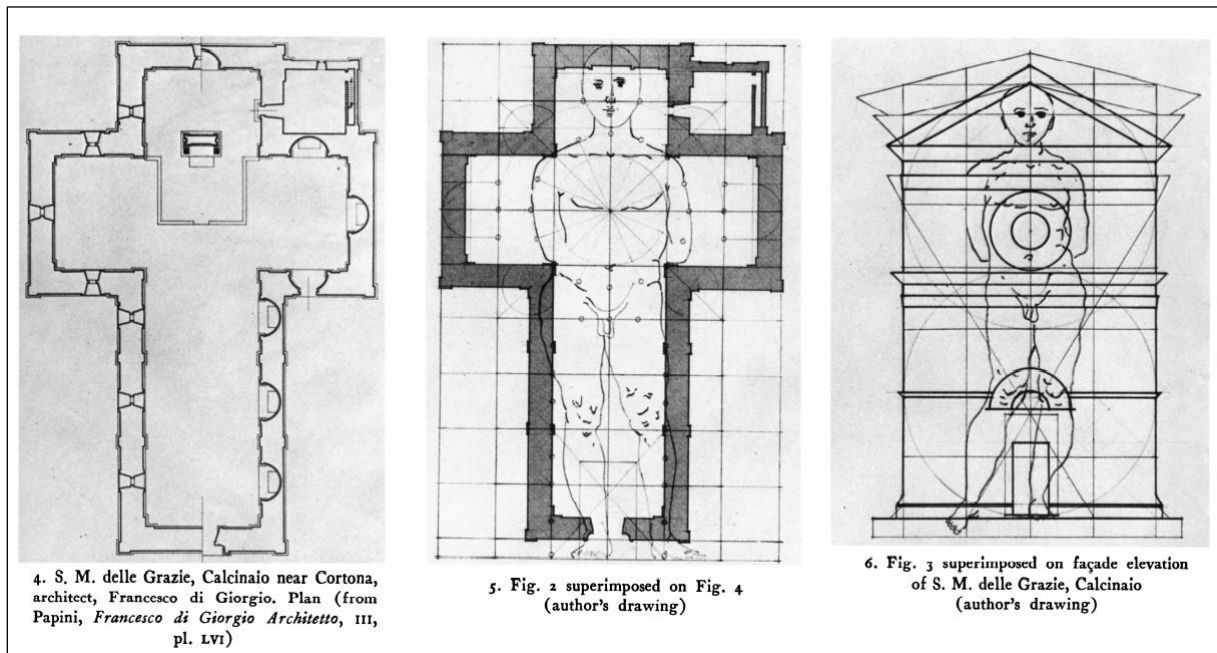 4. S. M. delle Grazie, Calcinaio near Cortona,
architect, Francesco di Giorgio. Plan (from
Papini, Francesco di Giorgio Architetto, III,
pl. LVI)
5. Fig. 2 superimposed on Fig. 4
(author's drawing)
6. Fig. 3 superimposed on façade elevation
of S. M. delle Grazie, Calcinaio
(author's drawing)